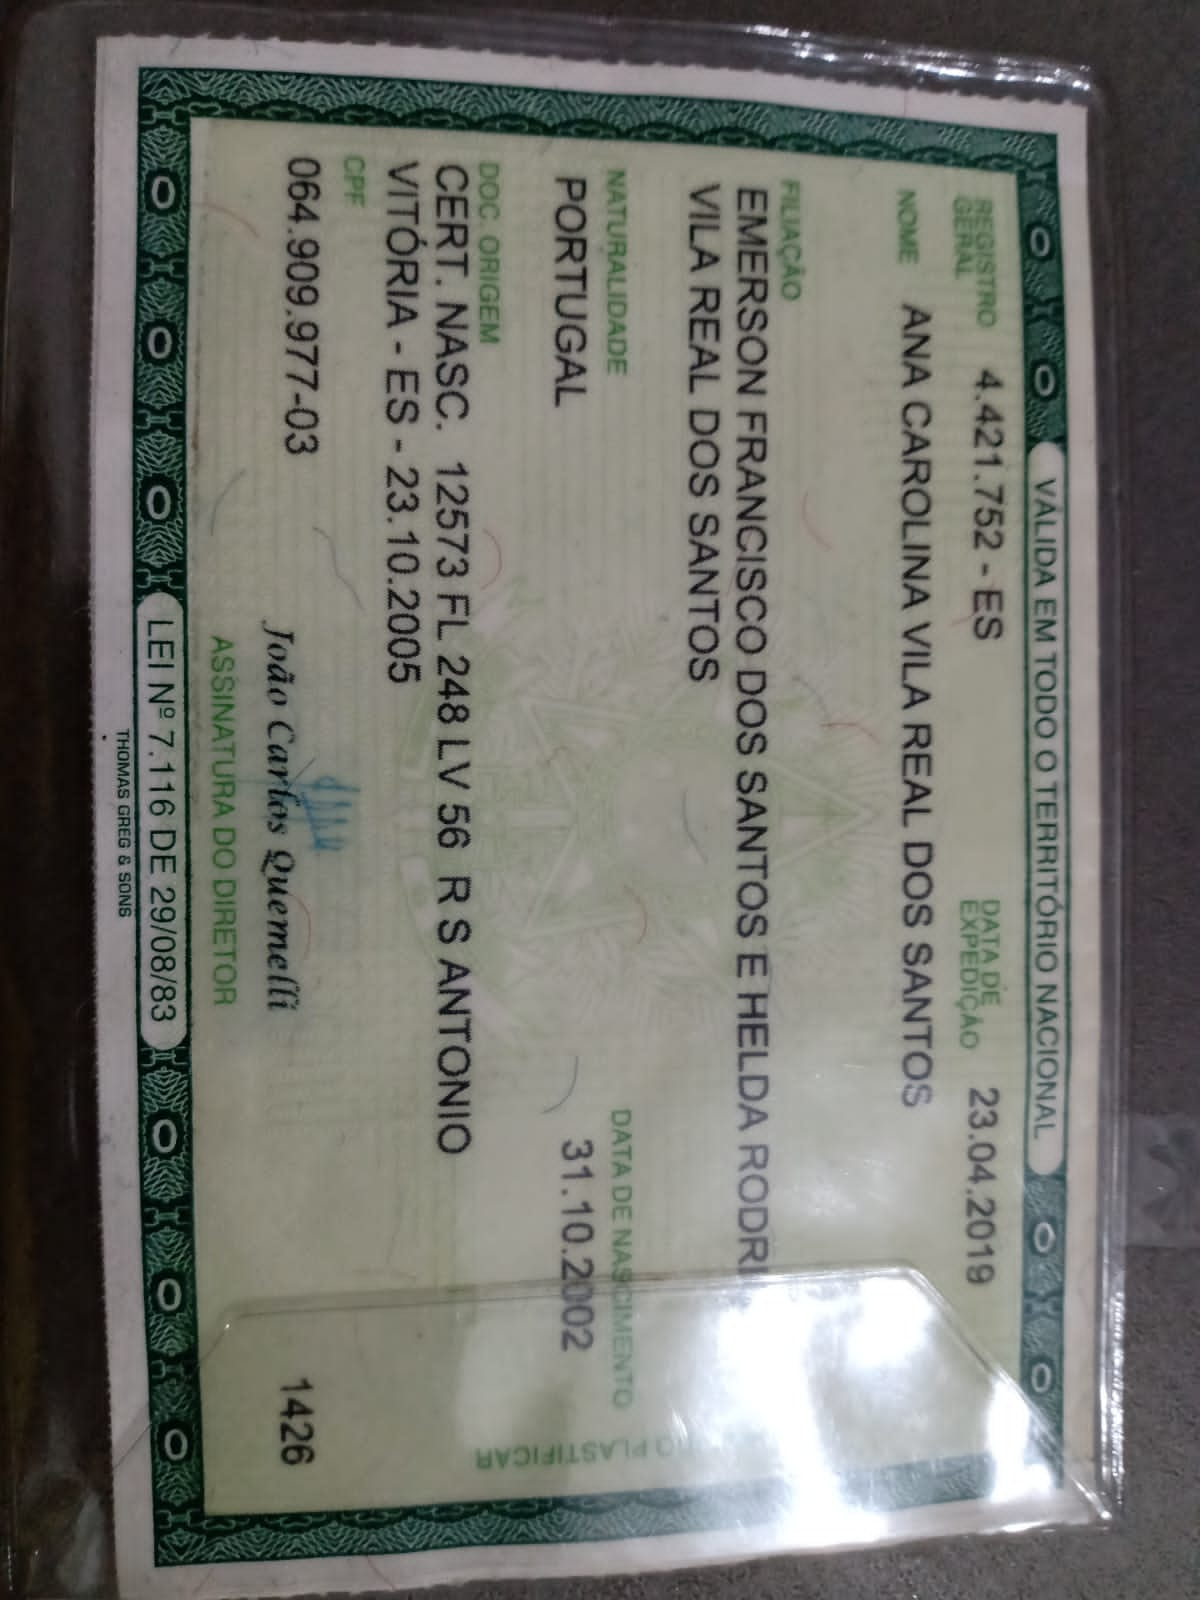 VÁLIDA EM TODO O TERRITÓRIO NACIONAL
REGISTRO GERAL 4.421.752 - ES DATA DE EXPEDIÇÃO 23.04.2019
NOME ANA CAROLINA VILA REAL DOS SANTOS
FILIAÇÃO
EMERSON FRANCISCO DOS SANTOS E HELDA RODRI
VILA REAL DOS SANTOS
NATURALIDADE DATA DE NASCIMENTO
PORTUGAL 31.10.2002
DOC. ORIGEM
CERT. NASC. 12573 FL 248 LV 56 R S ANTONIO
VITÓRIA - ES - 23.10.2005
CPF
064.909.977-03 1426
João Carlos Quemelli
ASSINATURA DO DIRETOR
LEI Nº 7.116 DE 29/08/83
THOMAS GREG & SONS
PLASTIFICAR